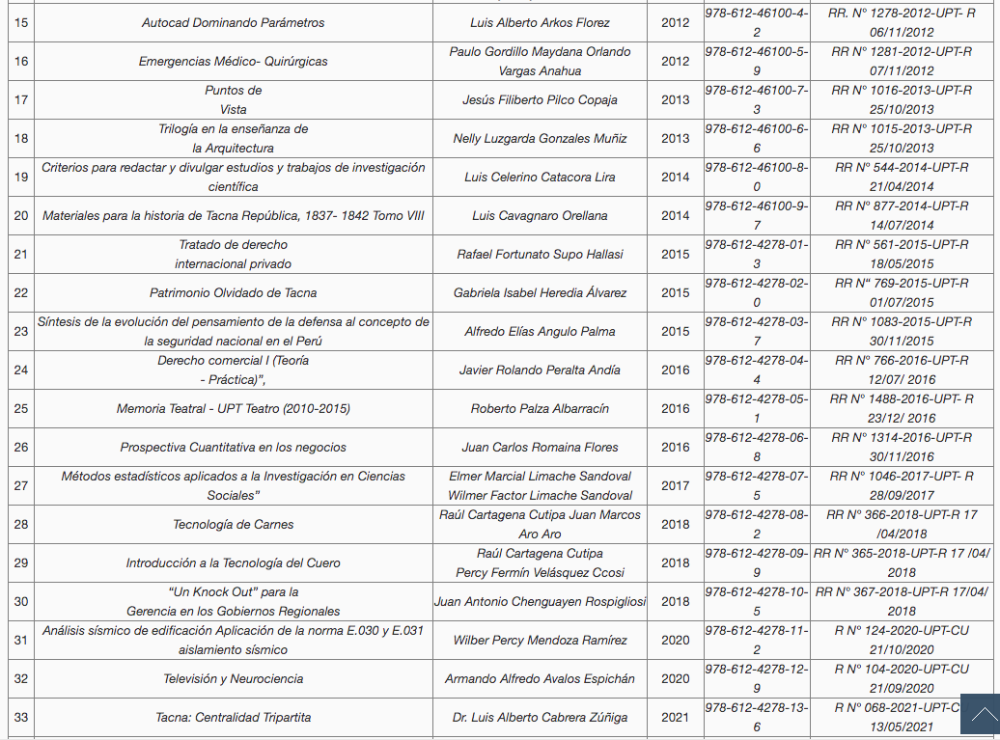 15 Autocad Dominando Parámetros Luis Alberto Arkos Florez 2012 978-612-46100-4-2 RR. N° 1278-2012-UPT- R 06/11/2012
16 Emergencias Médico- Quirúrgicas Paulo Gordillo Maydana Orlando Vargas Anahua 2012 978-612-46100-5-9 RR N° 1281-2012-UPT-R 07/11/2012
17 Puntos de Vista Jesús Filiberto Pilco Copaja 2013 978-612-46100-7-3 RR N° 1016-2013-UPT-R 25/10/2013
18 Trilogía en la enseñanza de la Arquitectura Nelly Luzgarda Gonzales Muñiz 2013 978-612-46100-6-6 RR N° 1015-2013-UPT-R 25/10/2013
19 Criterios para redactar y divulgar estudios y trabajos de investigación científica Luis Celerino Catacora Lira 2014 978-612-46100-8-0 RR N° 544-2014-UPT-R 21/04/2014
20 Materiales para la historia de Tacna República, 1837- 1842 Tomo VIII Luis Cavagnaro Orellana 2014 978-612-46100-9-7 RR N° 877-2014-UPT-R 14/07/2014
21 Tratado de derecho internacional privado Rafael Fortunato Supo Hallasi 2015 978-612-4278-01-3 RR N° 561-2015-UPT-R 18/05/2015
22 Patrimonio Olvidado de Tacna Gabriela Isabel Heredia Álvarez 2015 978-612-4278-02-0 RR N“ 769-2015-UPT-R 01/07/2015
23 Síntesis de la evolución del pensamiento de la defensa al concepto de la seguridad nacional en el Perú Alfredo Elías Angulo Palma 2015 978-612-4278-03-7 RR N° 1083-2015-UPT-R 30/11/2015
24 Derecho comercial I (Teoría - Práctica)”, Javier Rolando Peralta Andía 2016 978-612-4278-04-4 RR N° 766-2016-UPT-R 12/07/ 2016
25 Memoria Teatral - UPT Teatro (2010-2015) Roberto Palza Albarracín 2016 978-612-4278-05-1 RR N° 1488-2016-UPT- R 23/12/ 2016
26 Prospectiva Cuantitativa en los negocios Juan Carlos Romaina Flores 2016 978-612-4278-06-8 RR N° 1314-2016-UPT-R 30/11/2016
27 Métodos estadísticos aplicados a la Investigación en Ciencias Sociales” Elmer Marcial Limache Sandoval Wilmer Factor Limache Sandoval 2017 978-612-4278-07-5 RR N° 1046-2017-UPT- R 28/09/2017
28 Tecnología de Carnes Raúl Cartagena Cutipa Juan Marcos Aro Aro 2018 978-612-4278-08-2 RR N° 366-2018-UPT-R 17 /04/2018
29 Introducción a la Tecnología del Cuero Raúl Cartagena Cutipa Percy Fermín Velásquez Ccosi 2018 978-612-4278-09-9 RR N° 365-2018-UPT-R 17 /04/ 2018
30 “Un Knock Out” para la Gerencia en los Gobiernos Regionales Juan Antonio Chenguayen Rospigliosi 2018 978-612-4278-10-5 RR N° 367-2018-UPT-R 17/04/ 2018
31 Análisis sísmico de edificación Aplicación de la norma E.030 y E.031 aislamiento sísmico Wilber Percy Mendoza Ramírez 2020 978-612-4278-11-2 R N° 124-2020-UPT-CU 21/10/2020
32 Televisión y Neurociencia Armando Alfredo Avalos Espichán 2020 978-612-4278-12-9 R N° 104-2020-UPT-CU 21/09/2020
33 Tacna: Centralidad Tripartita Dr. Luis Alberto Cabrera Zúñiga 2021 978-612-4278-13-6 R N° 068-2021-UPT-C 13/05/2021